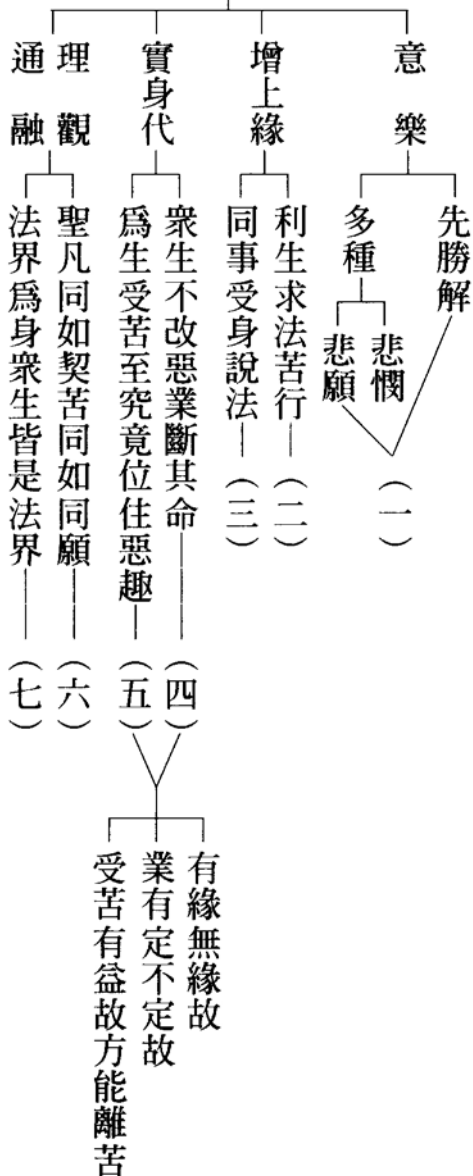 意樂
先勝解
多種
悲憫
悲願
（一）
增上緣
利生求法苦行
（二）
同事受身說法
（三）
實身代
眾生不改惡業斷其命
（四）
為生受苦至究竟位住惡趣
（五）
有緣無緣故
業有定不定故
受苦有益故方能離苦
理觀
聖凡同如契苦同如同願
（六）
通融
法界為身眾生皆是法界
（七）